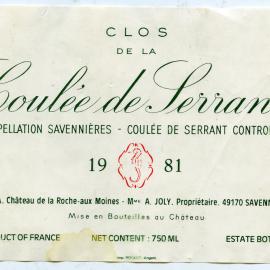 CLOS
DE LA
Coulée de Serran
PELLATION SAVENNIÈRES - COULÉE DE SERRANT CONTRO
19 81
A. Château de la Roche-aux Moines - Mme A. JOLY. Propriétaire. 49170 SAVENN
Mise en Bouteilles au Château
DUCT OF FRANCE NET CONTENT : 750 ML ESTATE BOT